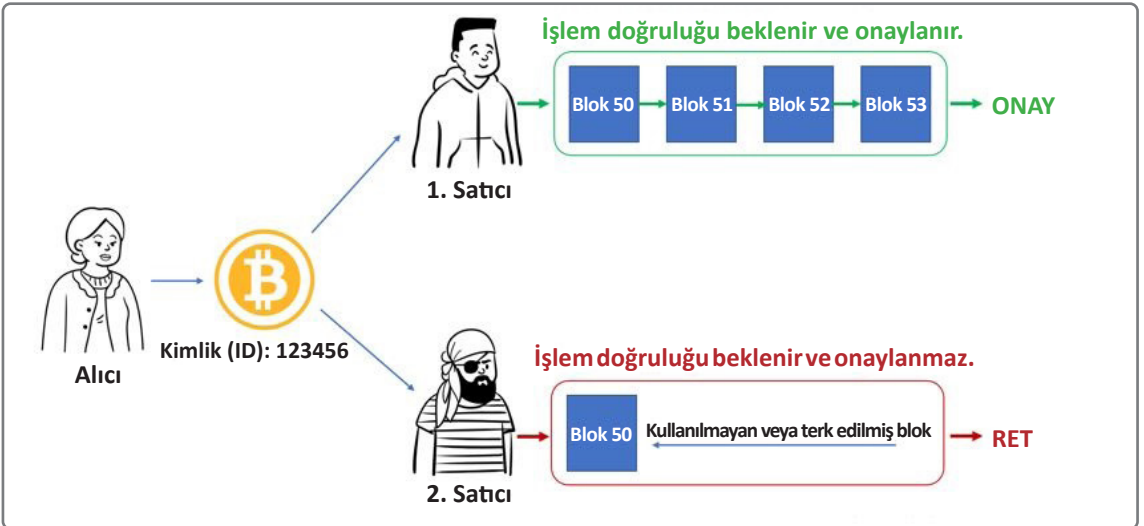 İşlem doğruluğu beklenir ve onaylanır.
Blok 50
Blok 51
Blok 52
Blok 53
ONAY
1. Satıcı
Kimlik (ID): 123456
Alıcı
İşlem doğruluğu beklenir ve onaylanmaz.
Blok 50
Kullanılmayan veya terk edilmiş blok
RET
2. Satıcı